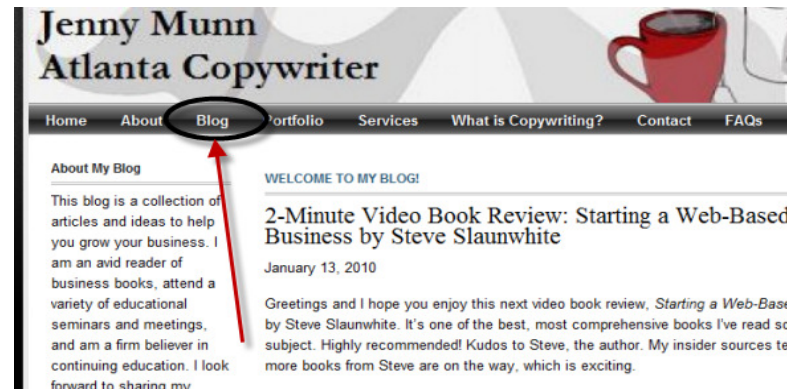 Jenny Munn
Atlanta Copywriter
Home About Blog Portfolio Services What is Copywriting? Contact FAQs
About My Blog
This blog is a collection of
articles and ideas to help
you grow your business. I
am an avid reader of
business books, attend a
variety of educational
seminars and meetings,
and am a firm believer in
continuing education. I look
forward to sharing my
WELCOME TO MY BLOG!
2-Minute Video Book Review: Starting a Web-Based
Business by Steve Slaunwhite
January 13, 2010
Greetings and I hope you enjoy this next video book review, Starting a Web-Base
by Steve Slaunwhite. It's one of the best, most comprehensive books I've read so
subject. Highly recommended! Kudos to Steve, the author. My insider sources te
more books from Steve are on the way, which is exciting.